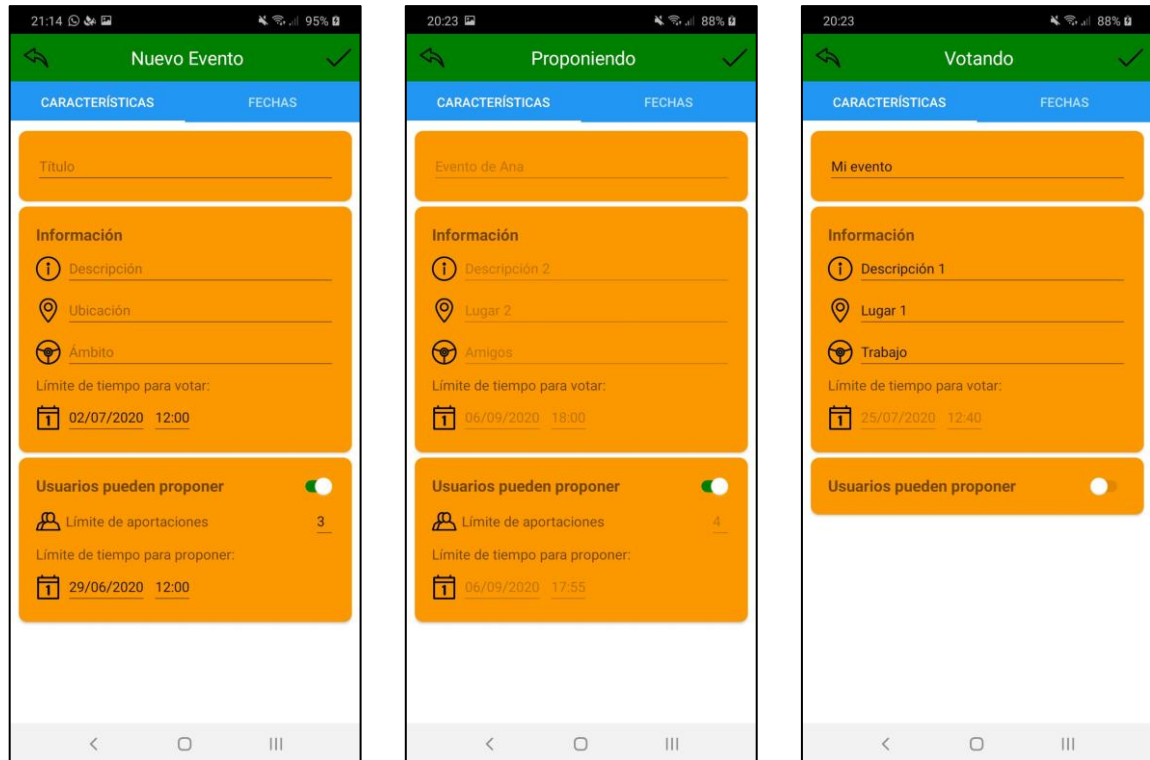 21:14 95%
Nuevo Evento
CARACTERÍSTICAS FECHAS
Título
Información
Descripción
Ubicación
Ámbito
Límite de tiempo para votar:
1 02/07/2020 12:00
Usuarios pueden proponer
Límite de aportaciones 3
Límite de tiempo para proponer:
1 29/06/2020 12:00
20:23 88%
Proponiendo
CARACTERÍSTICAS FECHAS
Evento de Ana
Información
Descripción 2
Lugar 2
Amigos
Límite de tiempo para votar:
1 06/09/2020 18:00
Usuarios pueden proponer
Límite de aportaciones 4
Límite de tiempo para proponer:
1 06/09/2020 17:55
20:23 88%
Votando
CARACTERÍSTICAS FECHAS
Mi evento
Información
Descripción 1
Lugar 1
Trabajo
Límite de tiempo para votar:
1 25/07/2020 12:40
Usuarios pueden proponer